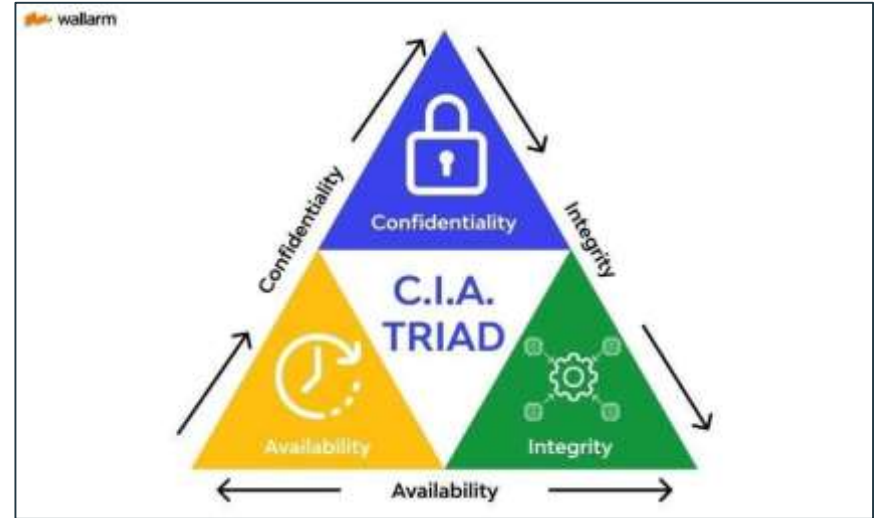 wallarm
Confidentiality
Confidentiality
Integrity
C.I.A.
TRIAD
Availability
Integrity
Availability